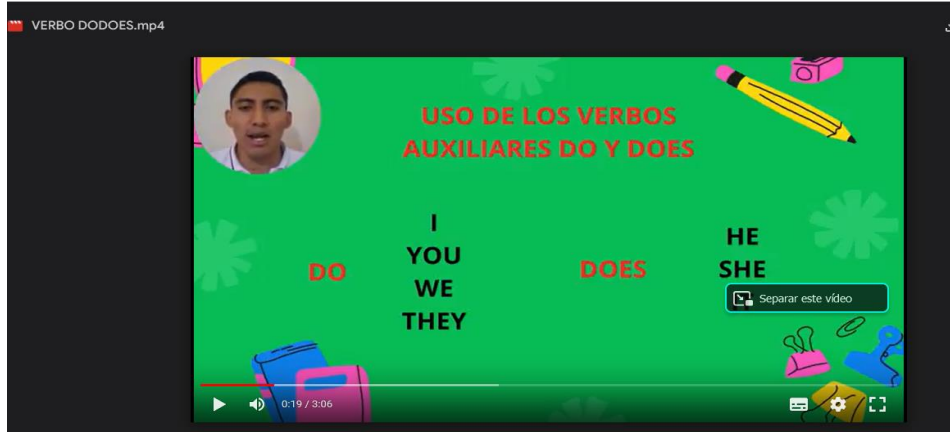 VERBO DODOES.mp4
USO DE LOS VERBOS
AUXILIARES DO Y DOES
DO
I
YOU
WE
THEY
DOES
HE
SHE
Separar este vídeo
0:19 / 3:06